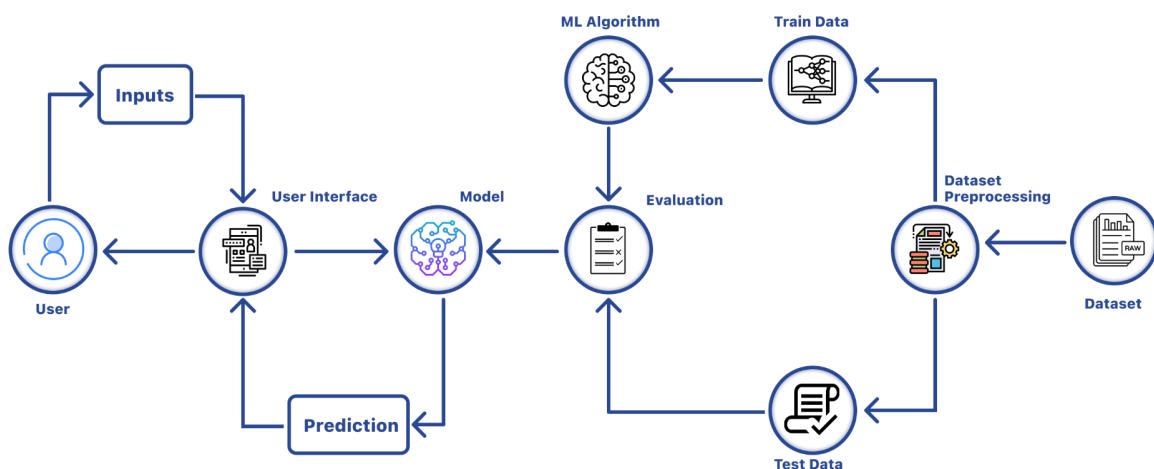 ML Algorithm
Train Data
Inputs
User Interface
Model
Evaluation
Dataset
Preprocessing
RAW
User
Dataset
Prediction
Test Data